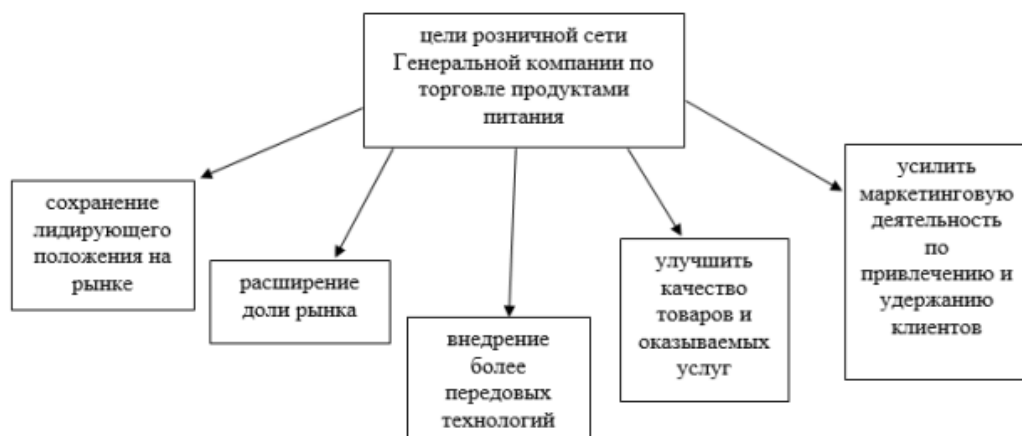 цели розничной сети
Генеральной компании по
торговле продуктами
питания
сохранение
лидирующего
положения на
рынке
расширение
доли рынка
внедрение
более
передовых
технологий
улучшить
качество
товаров и
оказываемых
услуг
усилить
маркетинговую
деятельность
по
привлечению и
удержанию
клиентов